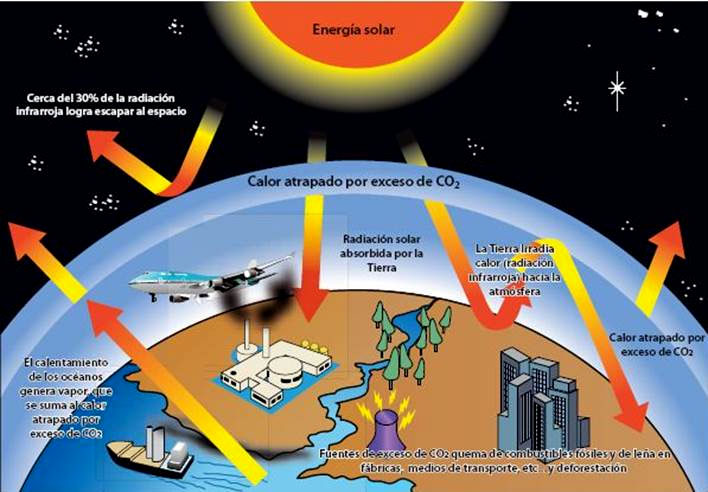 Energía solar
Cerca del 30% de la radiación
infrarroja logra escapar al espacio
Calor atrapado por exceso de CO₂
Radiación solar
absorbida por la
Tierra
La Tierra Irradia
calor (radiación
infrarroja) hacia la
atmósfera
Calor atrapado por
exceso de CO₂
El calentamiento
de los océanos
genera vapor, que
se suma al calor
atrapado por
exceso de CO₂
Fuentes de exceso de CO₂ quema de combustibles fósiles y de leña en
fábricas, medios de transporte, etc... y deforestación